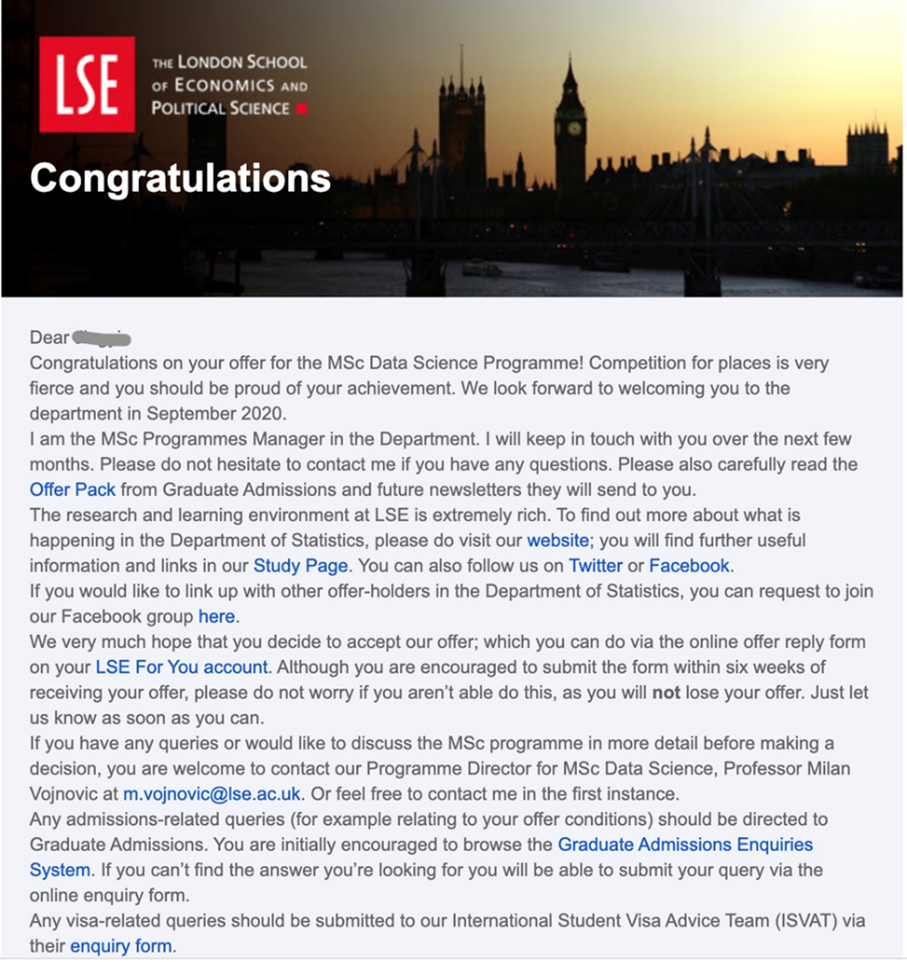 LSE
THE LONDON SCHOOL
OF ECONOMICS AND
POLITICAL SCIENCE
Congratulations
Dear
Congratulations on your offer for the MSc Data Science Programme! Competition for places is very
fierce and you should be proud of your achievement. We look forward to welcoming you to the
department in September 2020.
I am the MSc Programmes Manager in the Department. I will keep in touch with you over the next few
months. Please do not hesitate to contact me if you have any questions. Please also carefully read the
Offer Pack from Graduate Admissions and future newsletters they will send to you.
The research and learning environment at LSE is extremely rich. To find out more about what is
happening in the Department of Statistics, please do visit our website; you will find further useful
information and links in our Study Page. You can also follow us on Twitter or Facebook.
If you would like to link up with other offer-holders in the Department of Statistics, you can request to join
our Facebook group here.
We very much hope that you decide to accept our offer; which you can do via the online offer reply form
on your LSE For You account. Although you are encouraged to submit the form within six weeks of
receiving your offer, please do not worry if you aren't able do this, as you will not lose your offer. Just let
us know as soon as you can.
If you have any queries or would like to discuss the MSc programme in more detail before making a
decision, you are welcome to contact our Programme Director for MSc Data Science, Professor Milan
Vojnovic at m.vojnovic@lse.ac.uk. Or feel free to contact me in the first instance.
Any admissions-related queries (for example relating to your offer conditions) should be directed to
Graduate Admissions. You are initially encouraged to browse the Graduate Admissions Enquiries
System. If you can't find the answer you're looking for you will be able to submit your query via the
online enquiry form.
Any visa-related queries should be submitted to our International Student Visa Advice Team (ISVAT) via
their enquiry form.